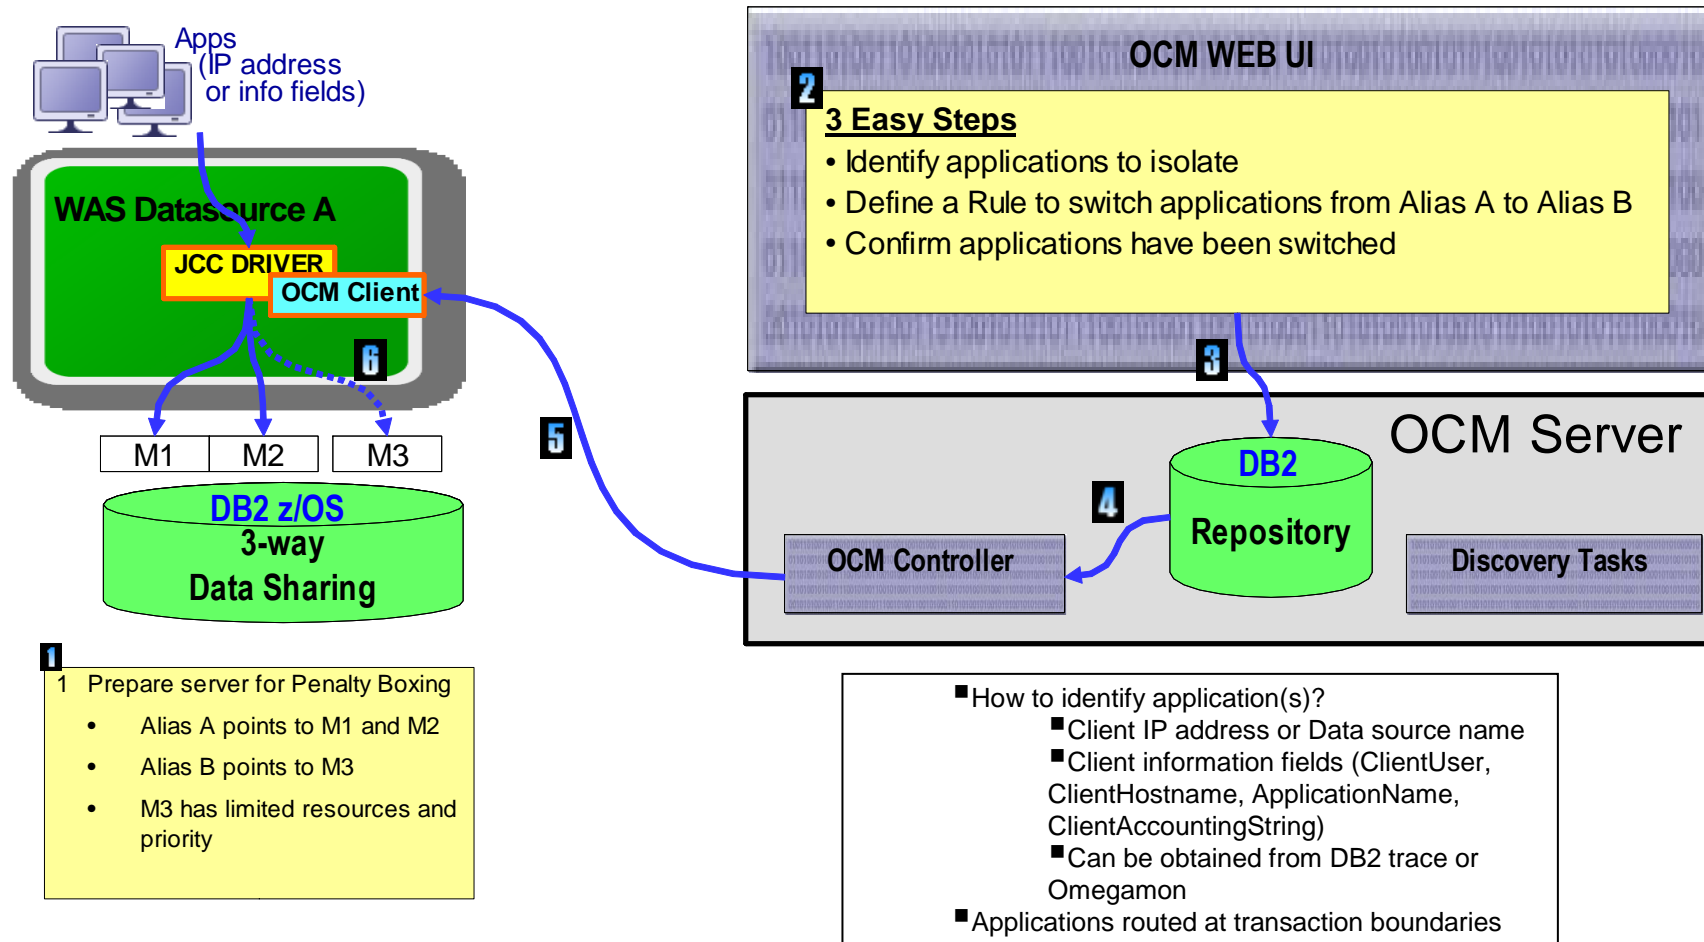 Apps
(IP address
or info fields)
WAS Datasource A
JCC DRIVER
OCM Client
6
M1
M2
M3
DB2 z/OS
3-way
Data Sharing
1
1 Prepare server for Penalty Boxing
• Alias A points to M1 and M2
• Alias B points to M3
• M3 has limited resources and
priority
5
OCM WEB UI
2
3 Easy Steps
• Identify applications to isolate
• Define a Rule to switch applications from Alias A to Alias B
• Confirm applications have been switched
3
OCM Server
DB2
Repository
4
OCM Controller
Discovery Tasks
▪How to identify application(s)?
▪Client IP address or Data source name
▪Client information fields (ClientUser,
ClientHostname, ApplicationName,
ClientAccountingString)
▪Can be obtained from DB2 trace or
Omegamon
▪Applications routed at transaction boundaries